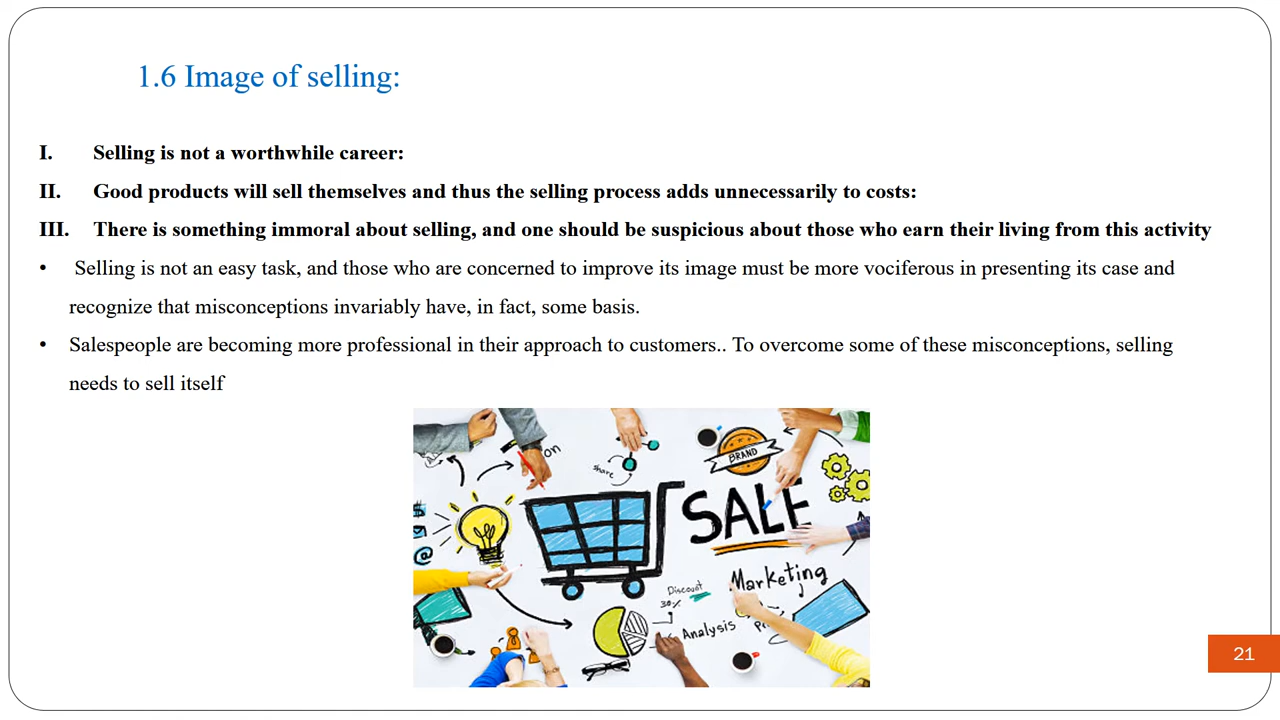 1.6 Image of selling:
I. Selling is not a worthwhile career:
II. Good products will sell themselves and thus the selling process adds unnecessarily to costs:
III. There is something immoral about selling, and one should be suspicious about those who earn their living from this activity
• Selling is not an easy task, and those who are concerned to improve its image must be more vociferous in presenting its case and
recognize that misconceptions invariably have, in fact, some basis.
• Salespeople are becoming more professional in their approach to customers.. To overcome some of these misconceptions, selling
needs to sell itself
on
share
BRAND
SALE
$
@
Discount
30%
Marketing
Analysis
21